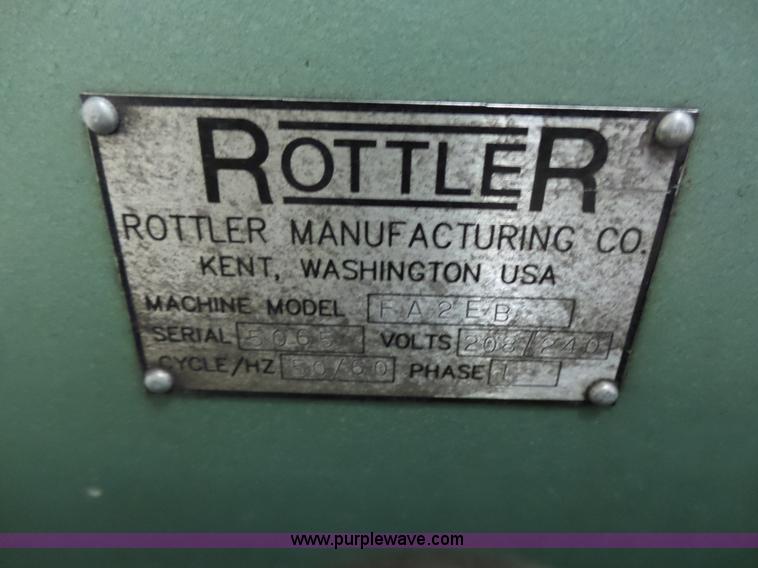 ROTTLER
ROTTLER MANUFACTURING CO.
KENT, WASHINGTON USA
MACHINE MODEL FA2EB
SERIAL 5065 VOLTS 208/240
CYCLE/HZ 50/60 PHASE 1
www.purplewave.com